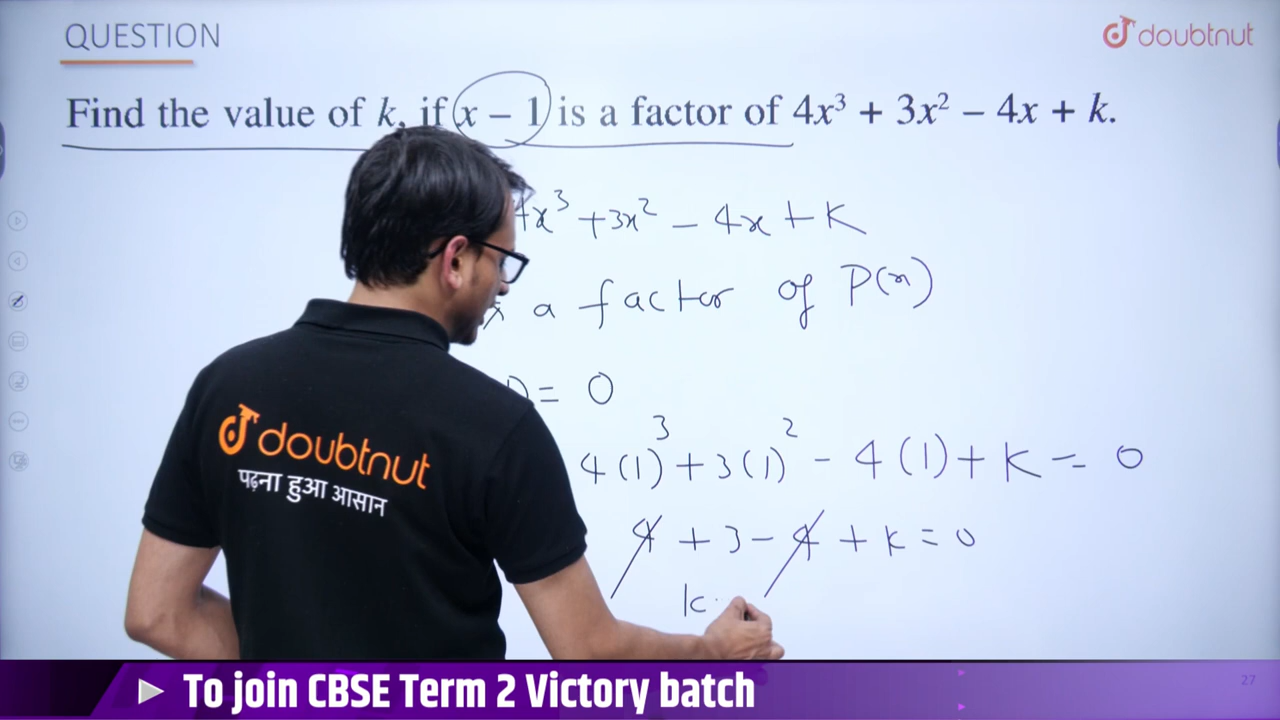 QUESTION
doubtnut
Find the value of k, if x − 1 is a factor of 4x³ + 3x² − 4x + k.
4x³ + 3x² − 4x + k
a factor of P(x)
= 0
4(1)³ + 3(1)² − 4(1) + k = 0
4 + 3 − 4 + k = 0
k
doubtnut
पढ़ना हुआ आसान
To join CBSE Term 2 Victory batch
27